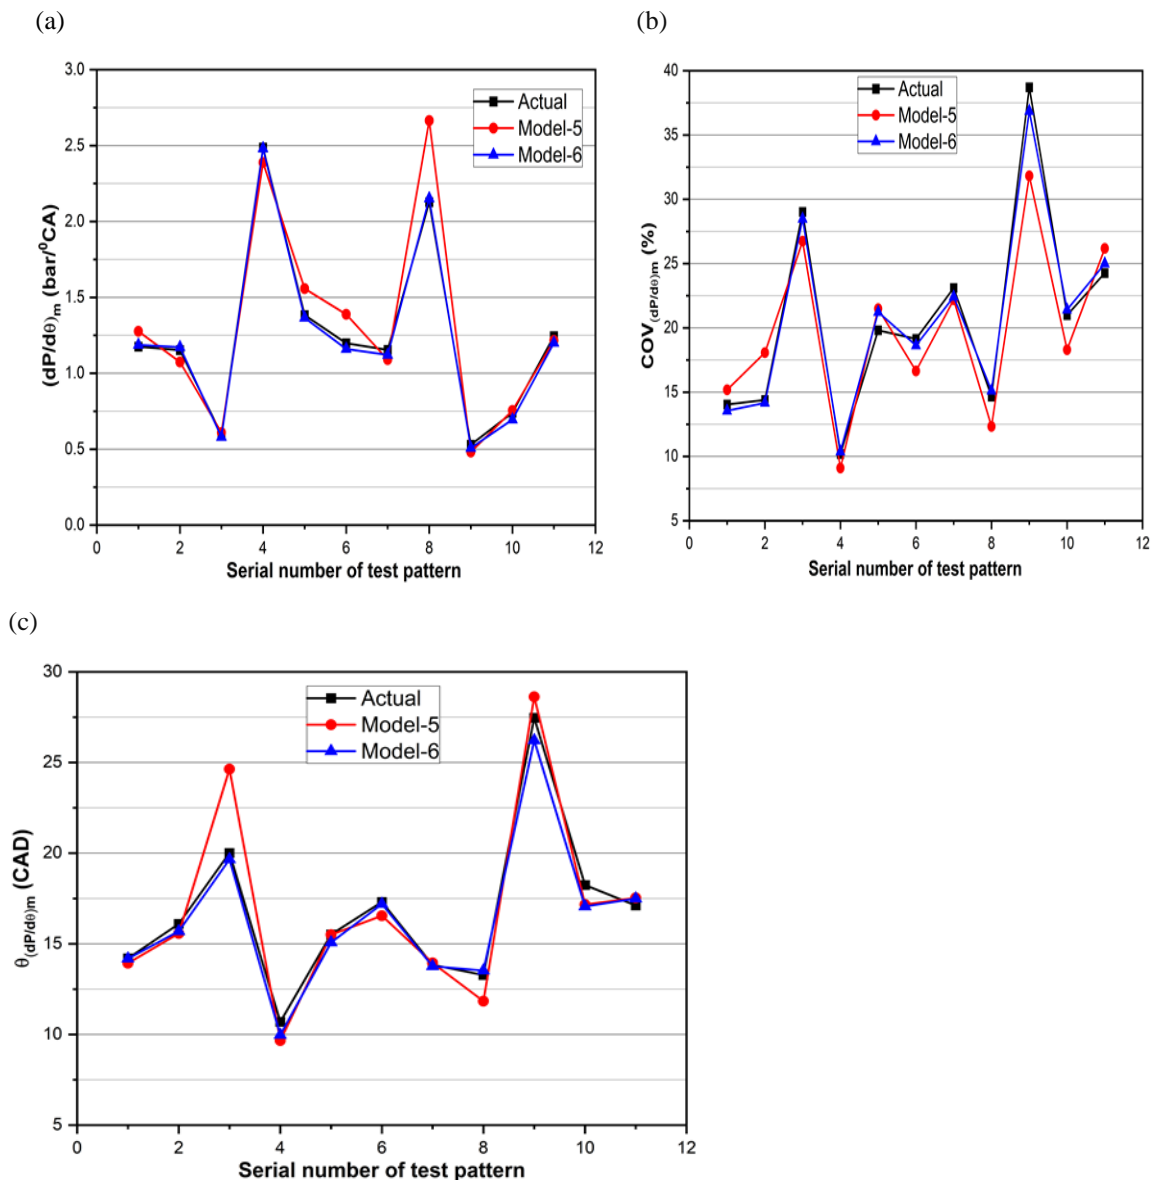 (a)
(b)
3.0
2.5
2.0
1.5
1.0
0.5
0.0
(dP/dθ)m (bar/⁰CA)
Actual
Model-5
Model-6
0 2 4 6 8 10 12
Serial number of test pattern
40
35
30
25
20
15
10
5
COV(dP/dθ)m (%)
Actual
Model-5
Model-6
0 2 4 6 8 10 12
Serial number of test pattern
(c)
30
25
20
15
10
5
θ(dP/dθ)m (CAD)
Actual
Model-5
Model-6
0 2 4 6 8 10 12
Serial number of test pattern